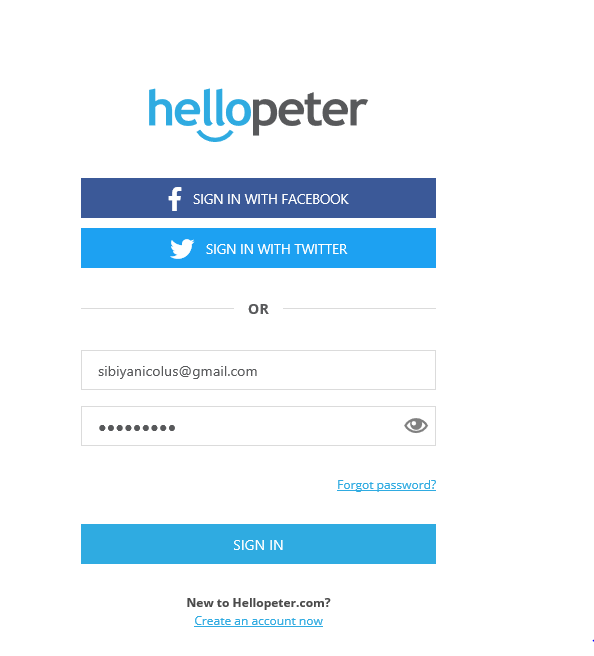 hellopeter
SIGN IN WITH FACEBOOK
SIGN IN WITH TWITTER
OR
sibiyanicolus@gmail.com
•••••••••
Forgot password?
SIGN IN
New to Hellopeter.com?
Create an account now